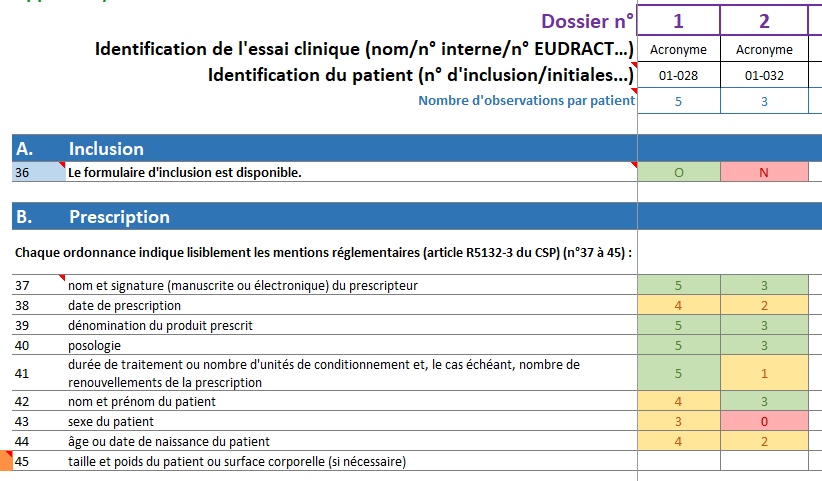 Dossier n° 1 2
Identification de l'essai clinique (nom/n° interne/n° EUDRACT…) Acronyme Acronyme
Identification du patient (n° d'inclusion/initiales...) 01-028 01-032
Nombre d'observations par patient 5 3
A. Inclusion
36 Le formulaire d'inclusion est disponible. O N
B. Prescription
Chaque ordonnance indique lisiblement les mentions réglementaires (article R5132-3 du CSP) (n°37 à 45) :
37 nom et signature (manuscrite ou électronique) du prescripteur 5 3
38 date de prescription 4 2
39 dénomination du produit prescrit 5 3
40 posologie 5 3
41 durée de traitement ou nombre d'unités de conditionnement et, le cas échéant, nombre de
renouvellements de la prescription 5 1
42 nom et prénom du patient 4 3
43 sexe du patient 3 0
44 âge ou date de naissance du patient 4 2
45 taille et poids du patient ou surface corporelle (si nécessaire)